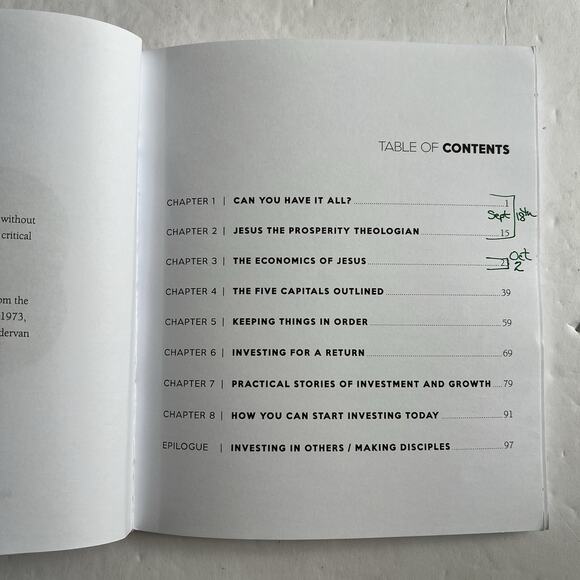 without
critical
om the
1973,
dervan
TABLE OF CONTENTS
CHAPTER 1 | CAN YOU HAVE IT ALL? 1
Sept 18th
CHAPTER 2 | JESUS THE PROSPERITY THEOLOGIAN 15
CHAPTER 3 | THE ECONOMICS OF JESUS
Oct
2
CHAPTER 4 | THE FIVE CAPITALS OUTLINED 39
CHAPTER 5 | KEEPING THINGS IN ORDER 59
CHAPTER 6 | INVESTING FOR A RETURN 69
CHAPTER 7 | PRACTICAL STORIES OF INVESTMENT AND GROWTH 79
CHAPTER 8 | HOW YOU CAN START INVESTING TODAY 91
EPILOGUE | INVESTING IN OTHERS / MAKING DISCIPLES 97